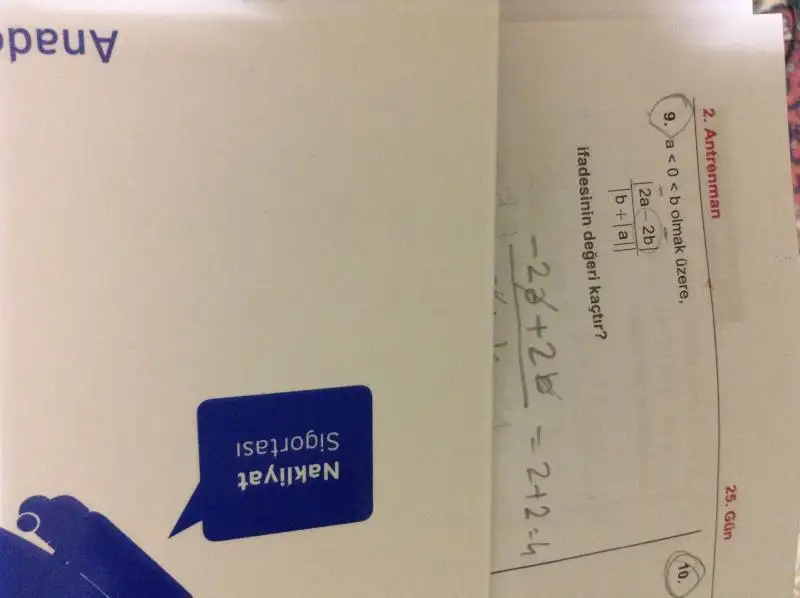 2. Antrenman
25. Gün
9. a < 0 < b olmak üzere,
|2a - 2b|
|b + |a||
ifadesinin değeri kaçtır?
-2a + 2b = 2+2=4
10.
Nakliyat
Sigortası